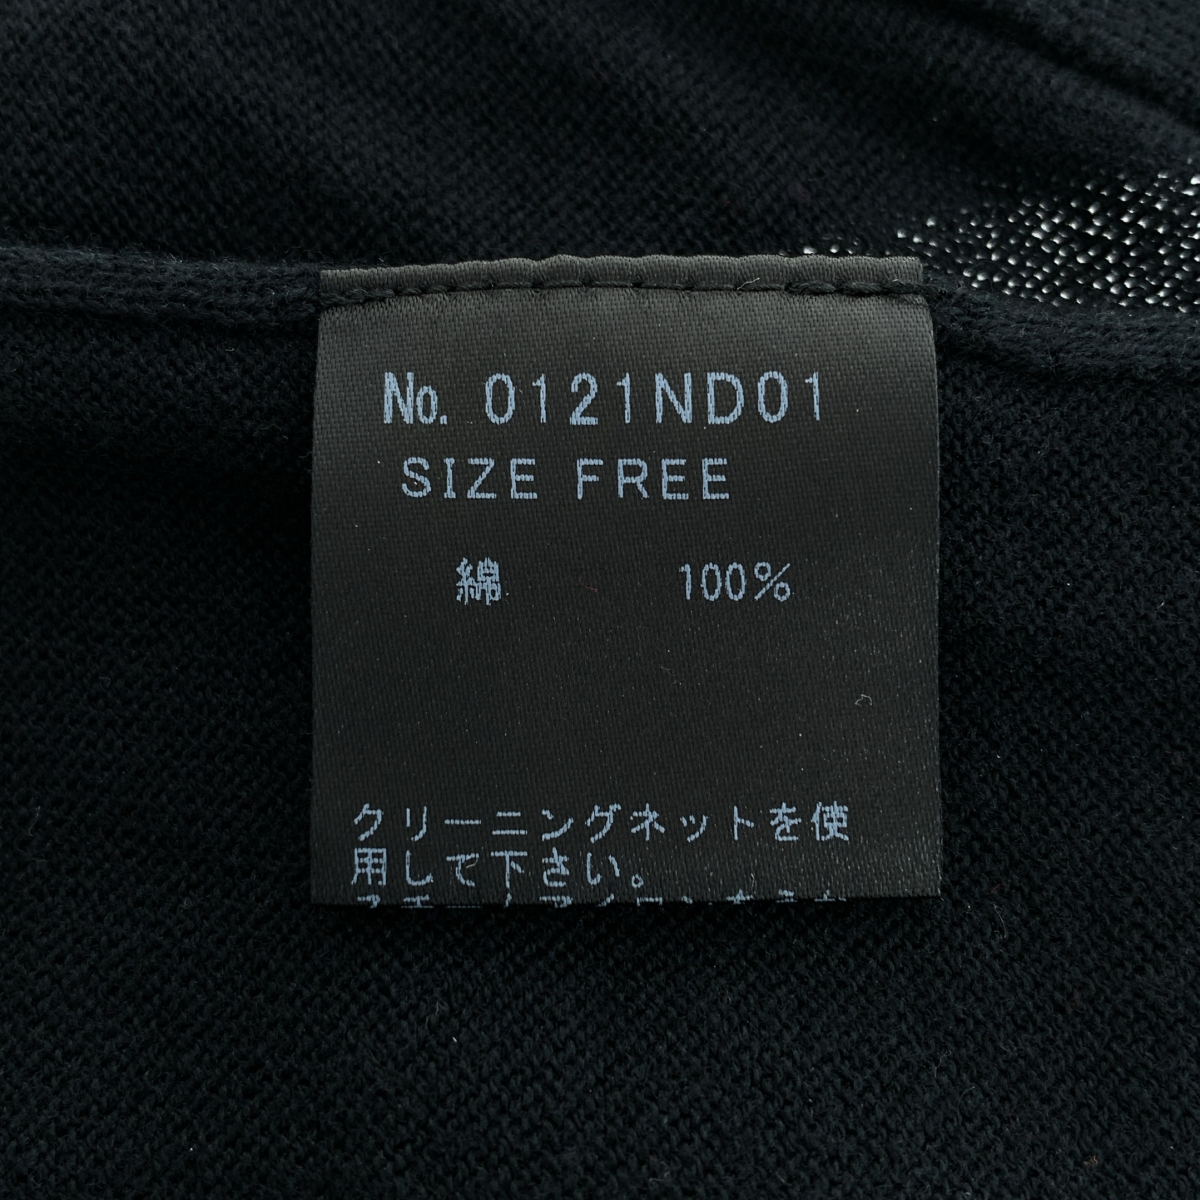 No. 0121ND01
SIZE FREE
綿 100%
クリーニングネットを使
用して下さい。